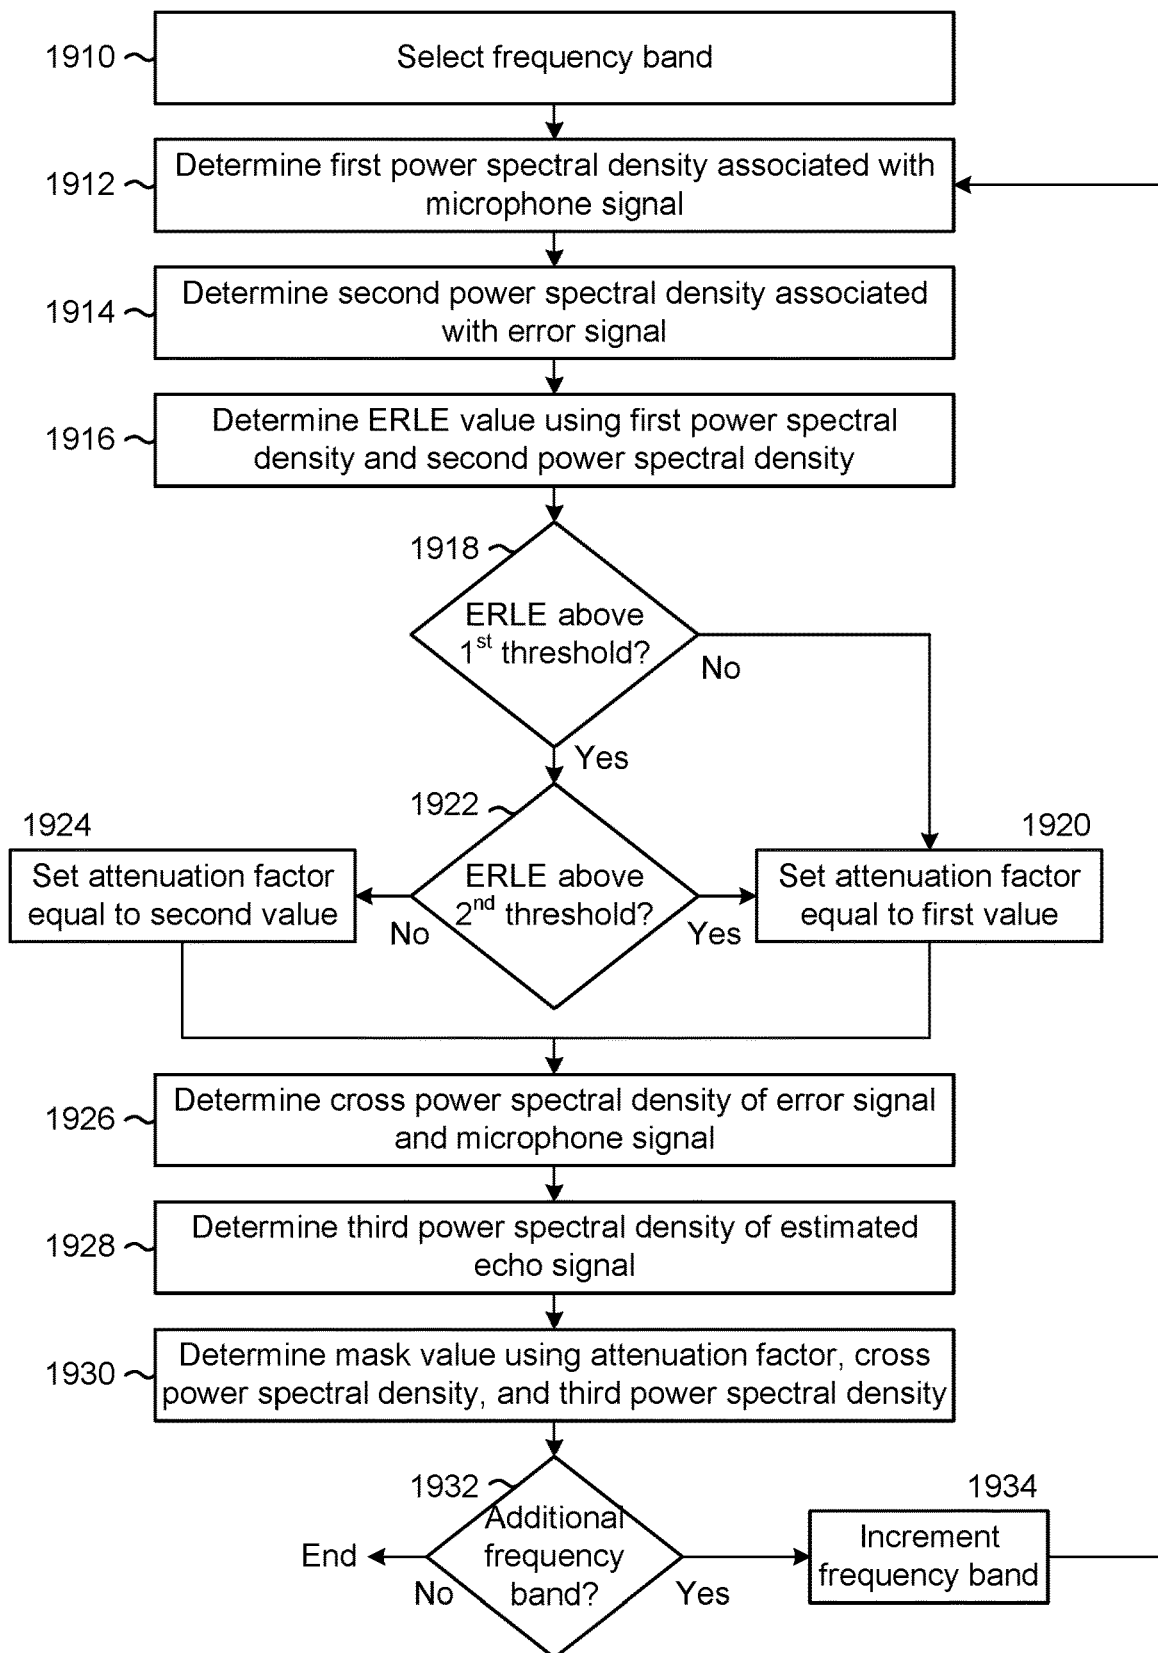 1910
Select frequency band
1912
Determine first power spectral density associated with
microphone signal
1914
Determine second power spectral density associated
with error signal
1916
Determine ERLE value using first power spectral
density and second power spectral density
1918
ERLE above
1st threshold?
No
Yes
1922
ERLE above
2nd threshold?
No
Yes
1924
Set attenuation factor
equal to second value
1920
Set attenuation factor
equal to first value
1926
Determine cross power spectral density of error signal
and microphone signal
1928
Determine third power spectral density of estimated
echo signal
1930
Determine mask value using attenuation factor, cross
power spectral density, and third power spectral density
1932
Additional
frequency
band?
End
No
Yes
1934
Increment
frequency band